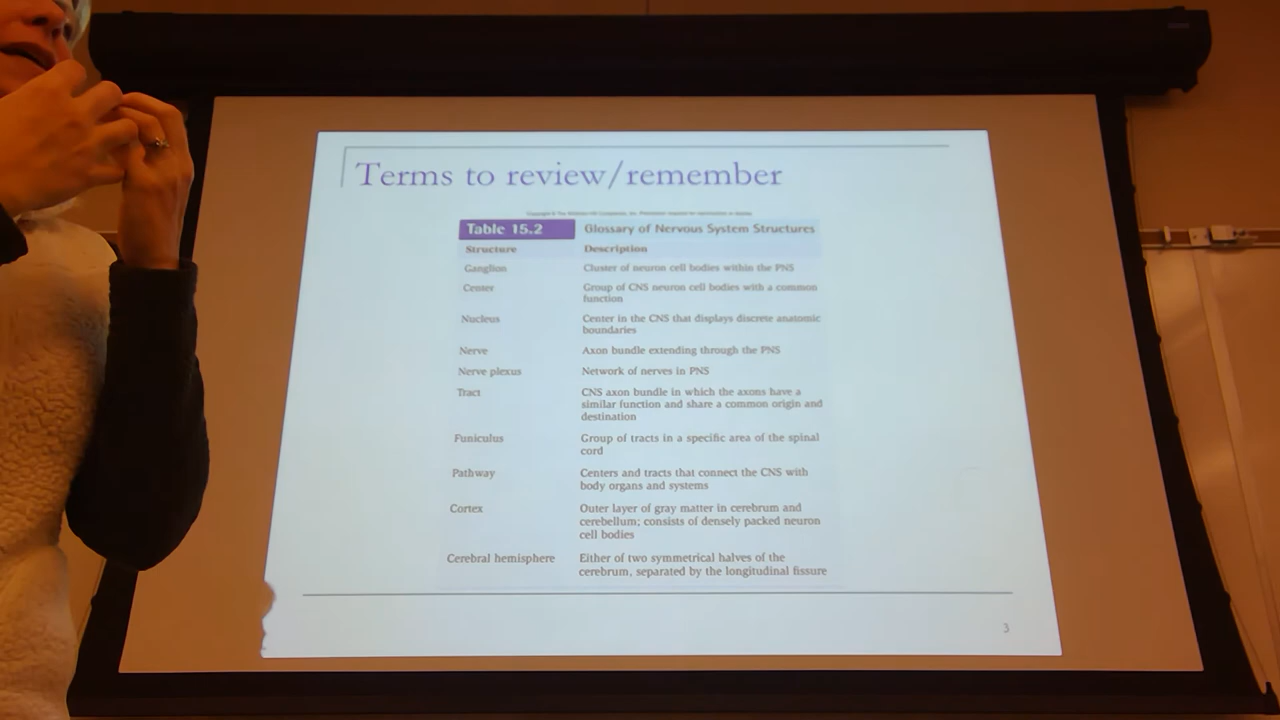 Terms to review/remember
Table 15.2 Glossary of Nervous System Structures
Structure Description
Ganglion Cluster of neuron cell bodies within the PNS
Center Group of CNS neuron cell bodies with a common
function
Nucleus Center in the CNS that displays discrete anatomic
boundaries
Nerve Axon bundle extending through the PNS
Nerve plexus Network of nerves in PNS
Tract CNS axon bundle in which the axons have a
similar function and share a common origin and
destination
Funiculus Group of tracts in a specific area of the spinal
cord
Pathway Centers and tracts that connect the CNS with
body organs and systems
Cortex Outer layer of gray matter in cerebrum and
cerebellum; consists of densely packed neuron
cell bodies
Cerebral hemisphere Either of two symmetrical halves of the
cerebrum, separated by the longitudinal fissure
3